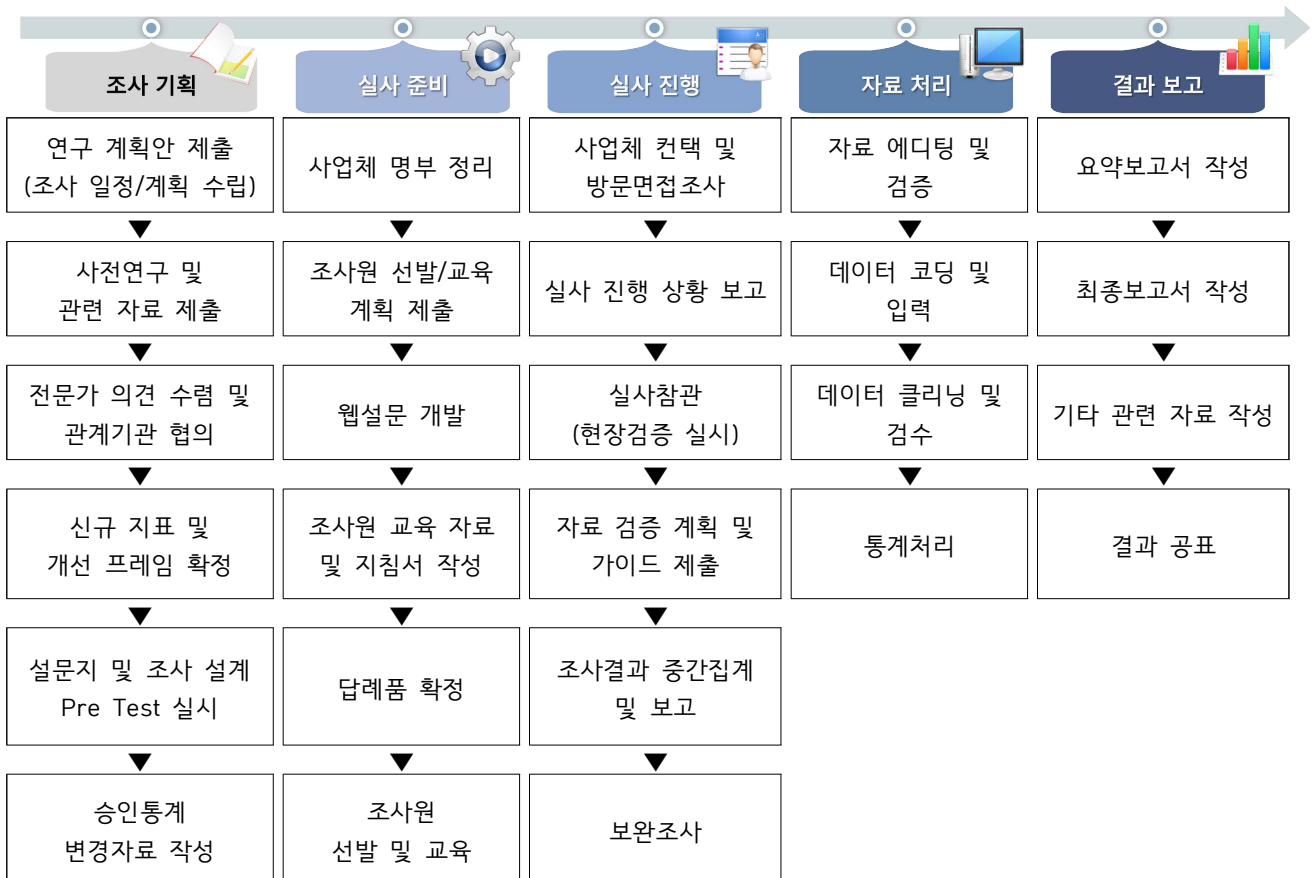 조사 기획
연구 계획안 제출
(조사 일정/계획 수립)
사전연구 및
관련 자료 제출
전문가 의견 수렴 및
관계기관 협의
신규 지표 및
개선 프레임 확정
설문지 및 조사 설계
Pre Test 실시
승인통계
변경자료 작성
실사 준비
사업체 명부 정리
조사원 선발/교육
계획 제출
웹설문 개발
조사원 교육 자료
및 지침서 작성
답례품 확정
조사원
선발 및 교육
실사 진행
사업체 컨택 및
방문면접조사
실사 진행 상황 보고
실사참관
(현장검증 실시)
자료 검증 계획 및
가이드 제출
조사결과 중간집계
및 보고
보완조사
자료 처리
자료 에디팅 및
검증
데이터 코딩 및
입력
데이터 클리닝 및
검수
통계처리
결과 보고
요약보고서 작성
최종보고서 작성
기타 관련 자료 작성
결과 공표